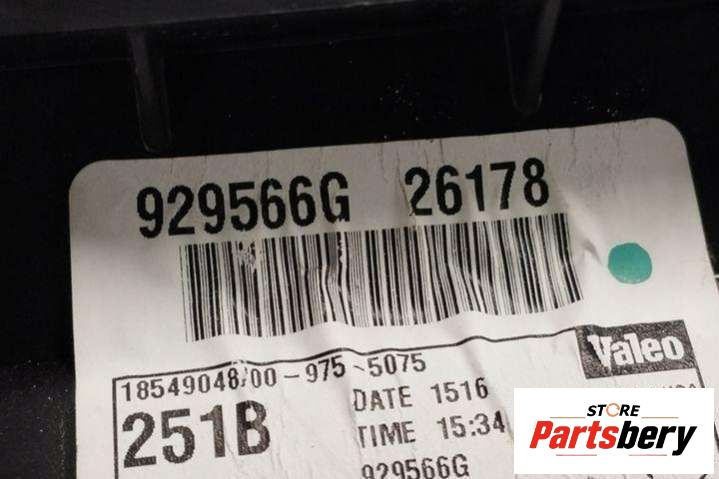 929566G 26178
Valeo
18549048/00-975-5075
251B
DATE 1516
TIME 15:34
929566G
STORE
Partsbery